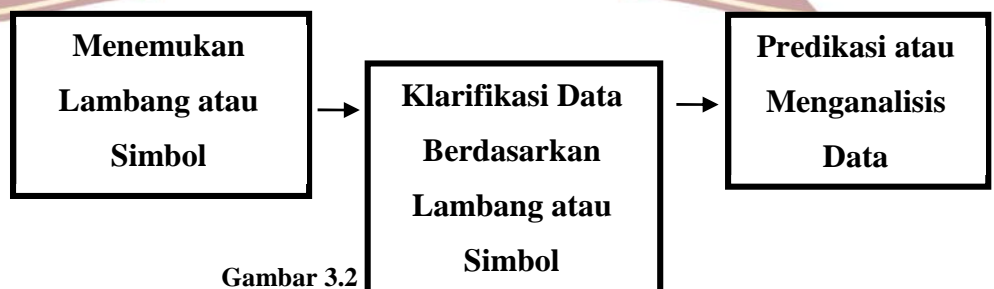 Menemukan
Lambang atau
Simbol
Klarifikasi Data
Berdasarkan
Lambang atau
Simbol
Predikasi atau
Menganalisis
Data
Gambar 3.2